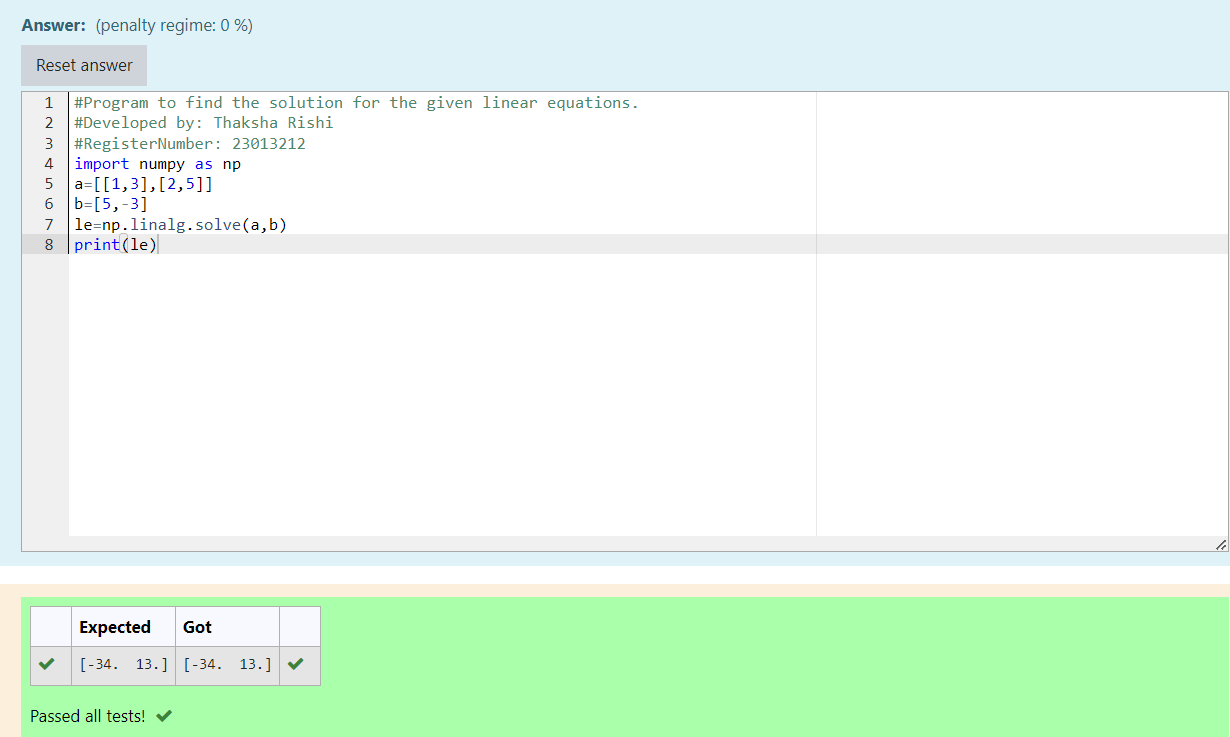 Answer: (penalty regime: 0 %)
Reset answer
1 #Program to find the solution for the given linear equations.
2 #Developed by: Thaksha Rishi
3 #RegisterNumber: 23013212
4 import numpy as np
5 a=[[1,3],[2,5]]
6 b=[5,-3]
7 le=np.linalg.solve(a,b)
8 print(le)
Expected Got
[-34.  13.] [-34.  13.]
Passed all tests!